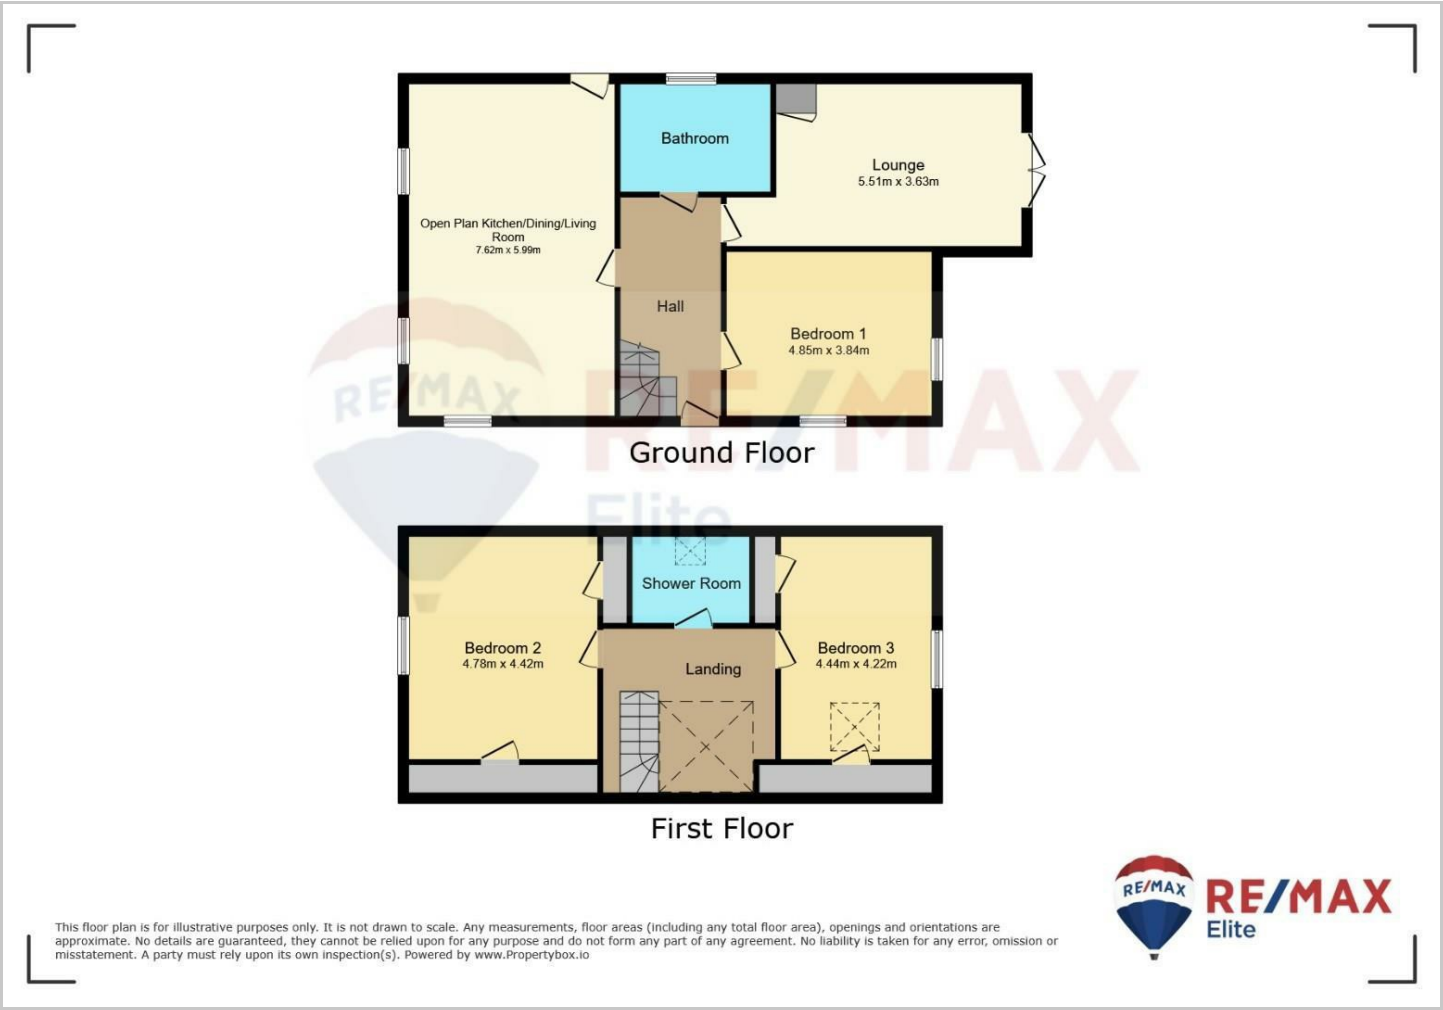 Bathroom
Lounge
5.51m x 3.63m
Open Plan Kitchen/Dining/Living
Room
7.62m x 5.99m
Hall
Bedroom 1
4.85m x 3.84m
RE/MAX
RE/MAX
Elite
Ground Floor
Shower Room
Bedroom 2
4.78m x 4.42m
Landing
Bedroom 3
4.44m x 4.22m
First Floor
RE/MAX
RE/MAX
Elite
This floor plan is for illustrative purposes only. It is not drawn to scale. Any measurements, floor areas (including any total floor area), openings and orientations are
approximate. No details are guaranteed, they cannot be relied upon for any purpose and do not form any part of any agreement. No liability is taken for any error, omission or
misstatement. A party must rely upon its own inspection(s). Powered by www.Propertybox.io